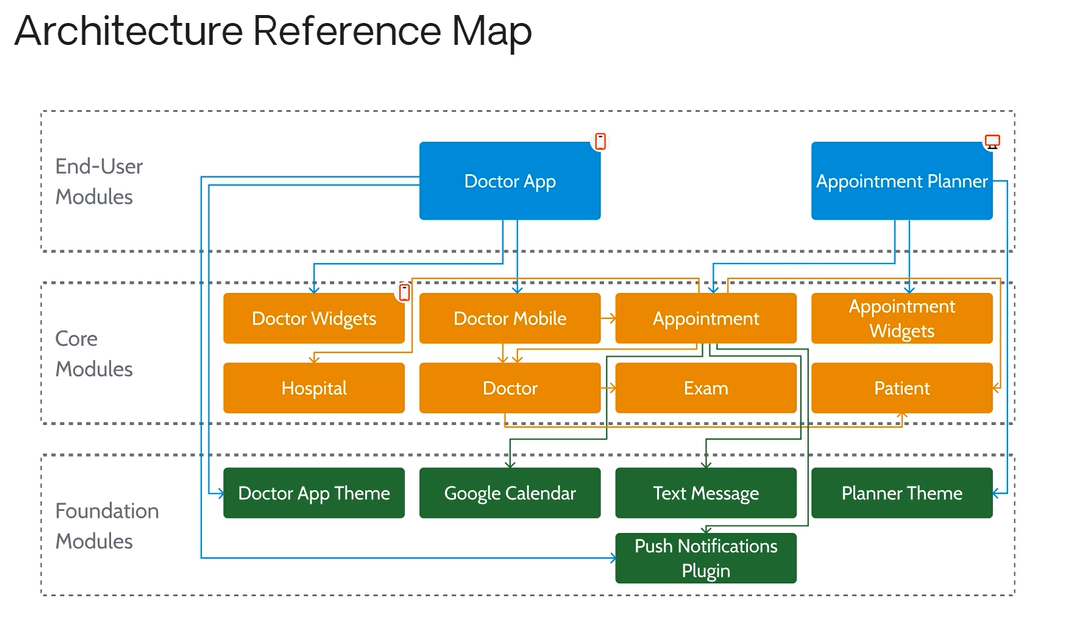 Architecture Reference Map
End-User
Modules
Doctor App
Appointment Planner
Core
Modules
Doctor Widgets
Doctor Mobile
Appointment
Appointment
Widgets
Hospital
Doctor
Exam
Patient
Foundation
Modules
Doctor App Theme
Google Calendar
Text Message
Planner Theme
Push Notifications
Plugin